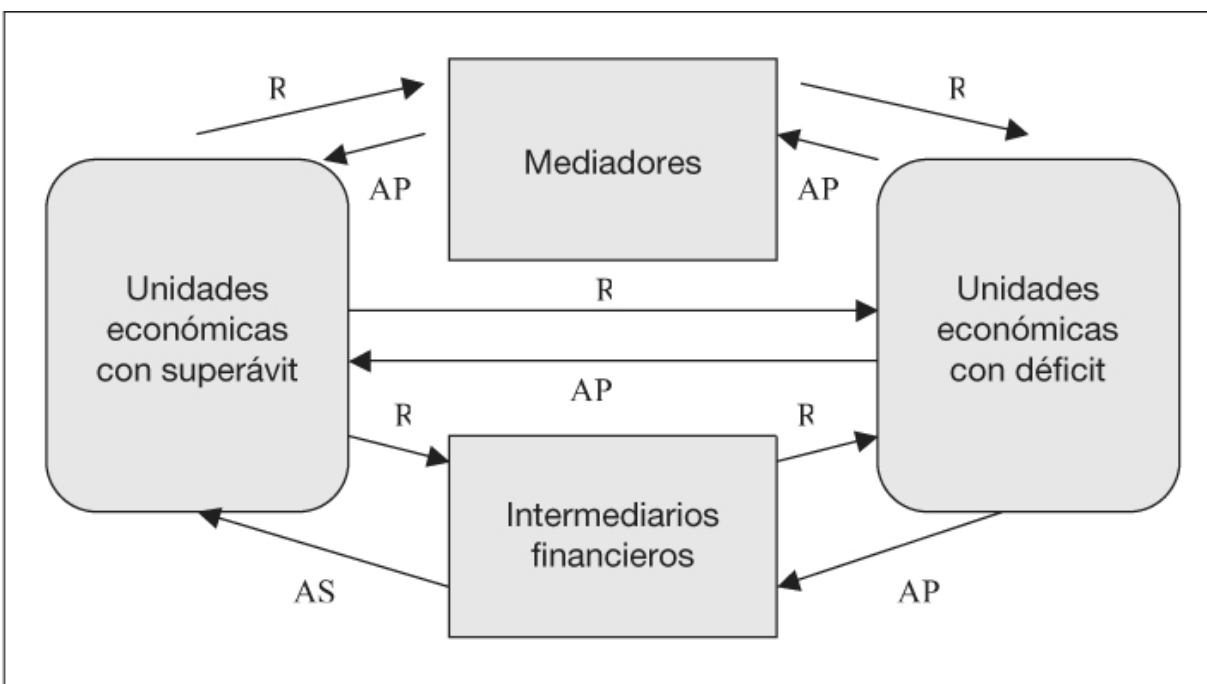 R
R
Mediadores
AP
AP
Unidades
económicas
con superávit
R
Unidades
económicas
con déficit
AP
R
R
Intermediarios
financieros
AS
AP